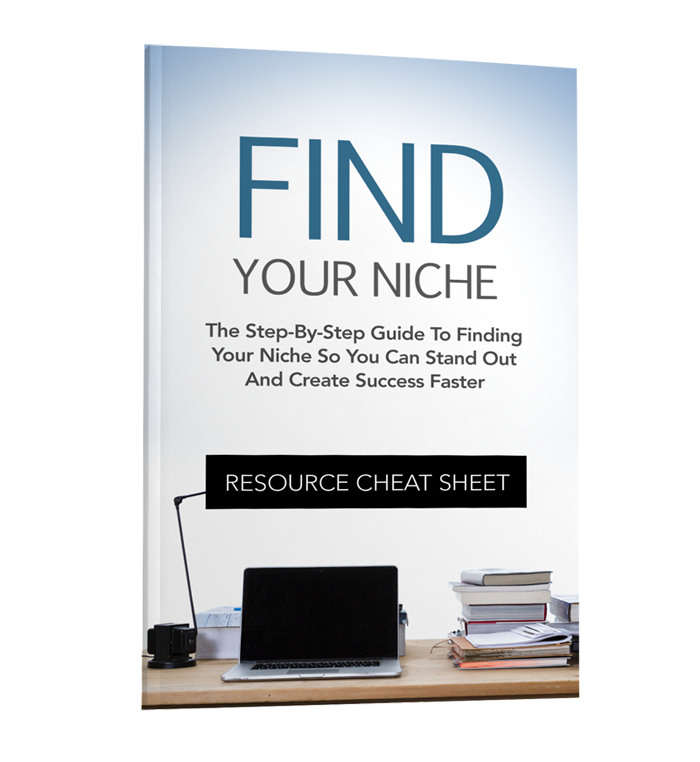 FIND
YOUR NICHE
The Step-By-Step Guide To Finding
Your Niche So You Can Stand Out
And Create Success Faster
RESOURCE CHEAT SHEET